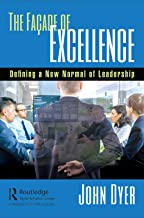 THE FAÇADE OF
EXCELLENCE
Defining a New Normal of Leadership
Routledge
JOHN DYER